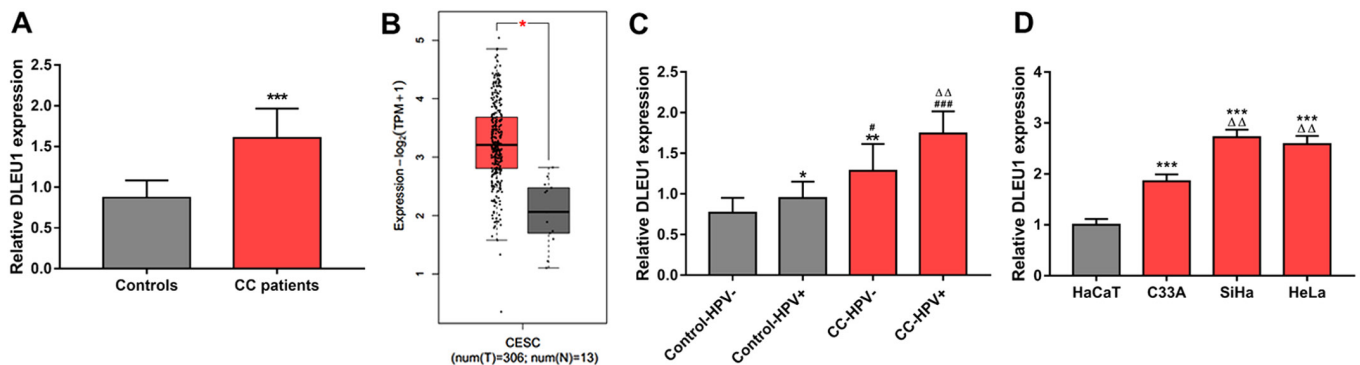 A
Relative DLEU1 expression
2.5
2.0
1.5
1.0
0.5
0.0
***
Controls
CC patients
B
Expression – log2(TPM + 1)
5
4
3
2
1
*
CESC
(num(T)=306; num(N)=13)
C
Relative DLEU1 expression
2.5
2.0
1.5
1.0
0.5
0.0
*
#
**
ΔΔ
###
Control-HPV-
Control-HPV+
CC-HPV-
CC-HPV+
D
Relative DLEU1 expression
4
3
2
1
0
***
***
ΔΔ
***
ΔΔ
HaCaT
C33A
SiHa
HeLa